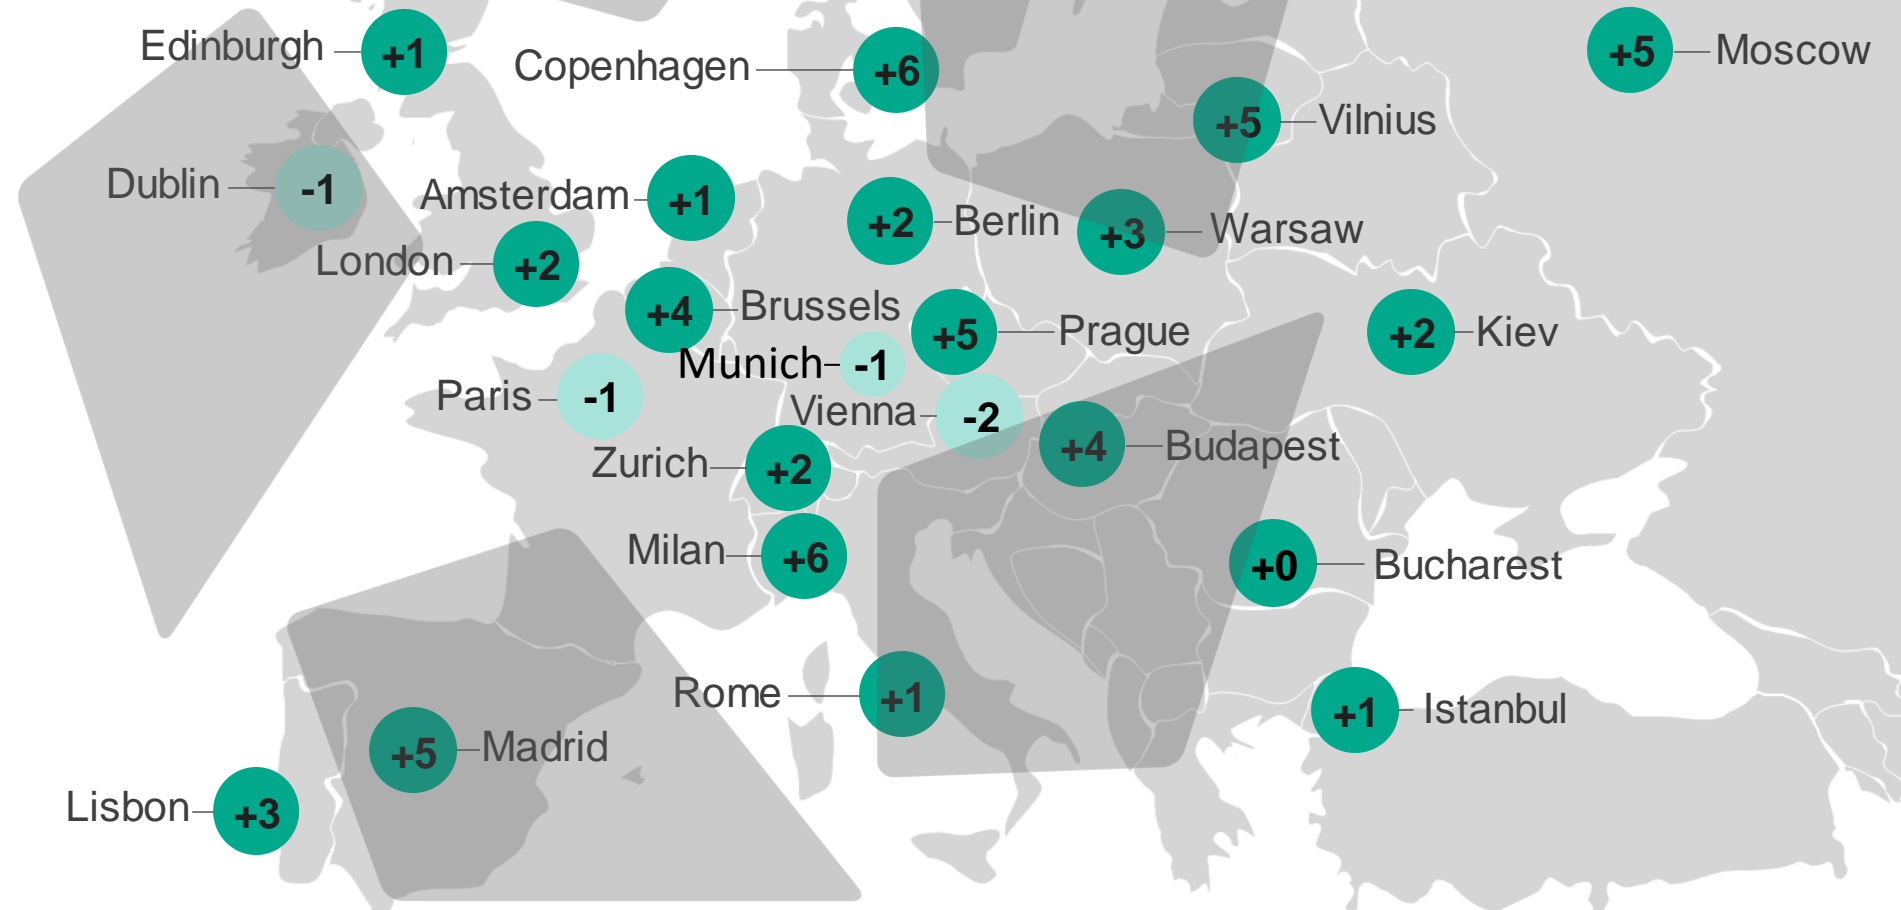 Edinburgh +1
Copenhagen +6
+5 Moscow
+5 Vilnius
Dublin -1
Amsterdam +1
+2 Berlin
+3 Warsaw
London +2
+4 Brussels
+5 Prague
+2 Kiev
Munich -1
Paris -1
Vienna -2
+4 Budapest
Zurich +2
Milan +6
+0 Bucharest
Rome +1
+1 Istanbul
+5 Madrid
Lisbon +3